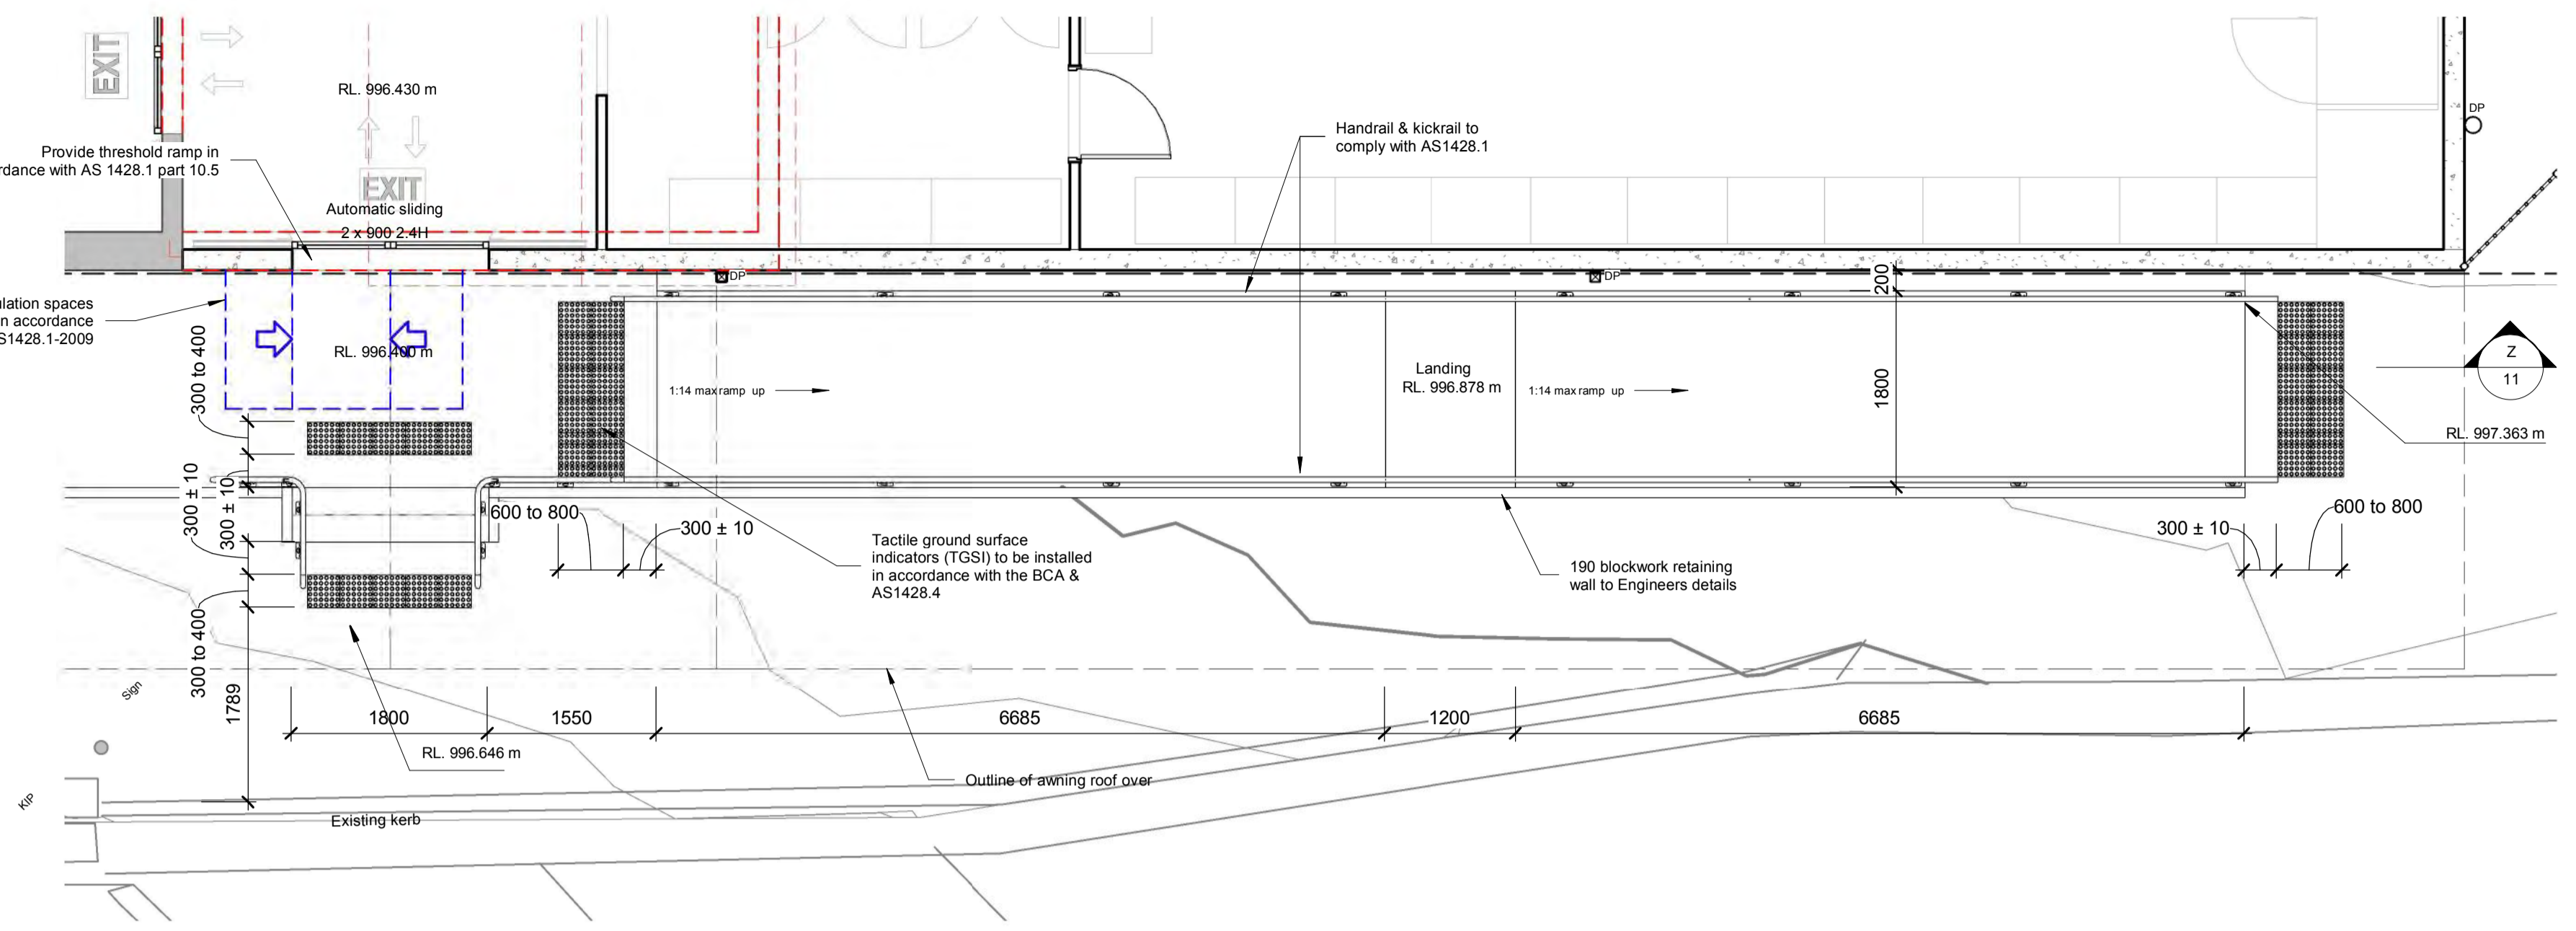 EXIT
RL. 996.430 m
Provide threshold ramp in
rdance with AS 1428.1 part 10.5
EXIT
Automatic sliding
2 x 900 2.4H
Handrail & kickrail to
comply with AS1428.1
DP
DP
DP
ulation spaces
n accordance
S1428.1-2009
RL. 996.400 m
300 to 400
200
1:14 max ramp up
Landing
RL. 996.878 m
1:14 max ramp up
1800
Z
11
RL. 997.363 m
300 ± 10
300 ± 10
600 to 800
300 ± 10
Tactile ground surface
indicators (TGSI) to be installed
in accordance with the BCA &
AS1428.4
190 blockwork retaining
wall to Engineers details
300 ± 10
600 to 800
300 to 400
Sign
1789
1800
1550
6685
1200
6685
RL. 996.646 m
Outline of awning roof over
KIP
Existing kerb